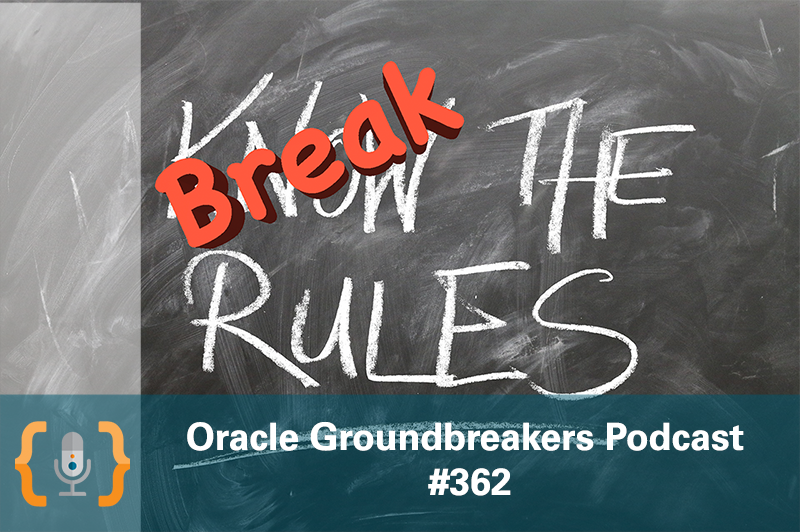 Break
KNOW THE
RULES
Oracle Groundbreakers Podcast
#362